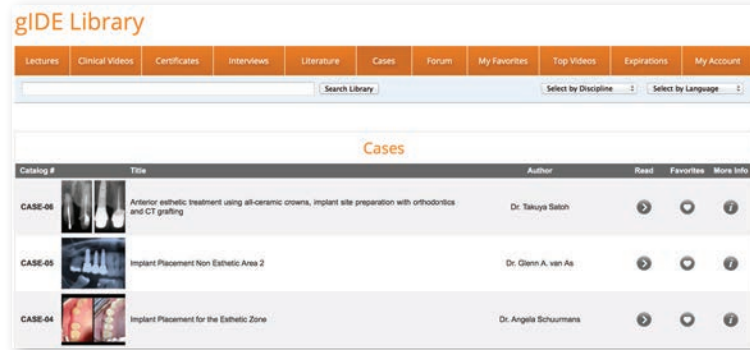 gIDE Library
Lectures Clinical Videos Certificates Interviews Literature Cases Forum My Favorites Top Videos Expirations My Account
Search Library Select by Discipline Select by Language
Cases
Catalog # Title Author Read Favorites More Info
CASE-06 Anterior esthetic treatment using all-ceramic crowns, implant site preparation with orthodontics
and CT grafting Dr. Takuya Satoh
CASE-05 Implant Placement Non Esthetic Area 2 Dr. Glenn A. van As
CASE-04 Implant Placement for the Esthetic Zone Dr. Angela Schuurmans